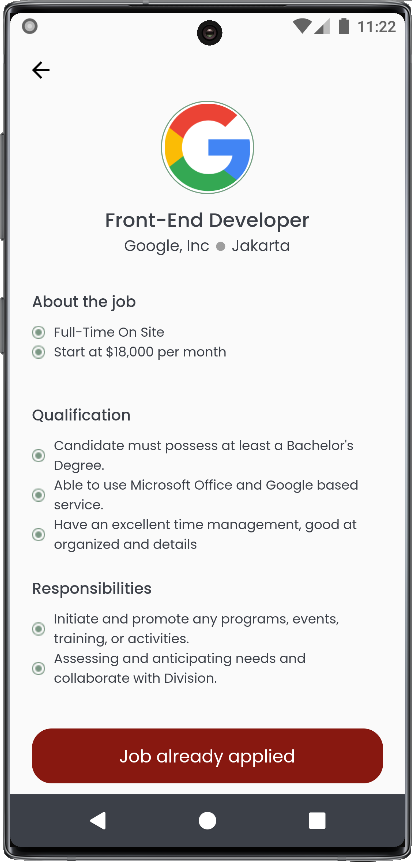 11:22
Front-End Developer
Google, Inc ● Jakarta
About the job
Full-Time On Site
Start at $18,000 per month
Qualification
Candidate must possess at least a Bachelor's
Degree.
Able to use Microsoft Office and Google based
service.
Have an excellent time management, good at
organized and details
Responsibilities
Initiate and promote any programs, events,
training, or activities.
Assessing and anticipating needs and
collaborate with Division.
Job already applied